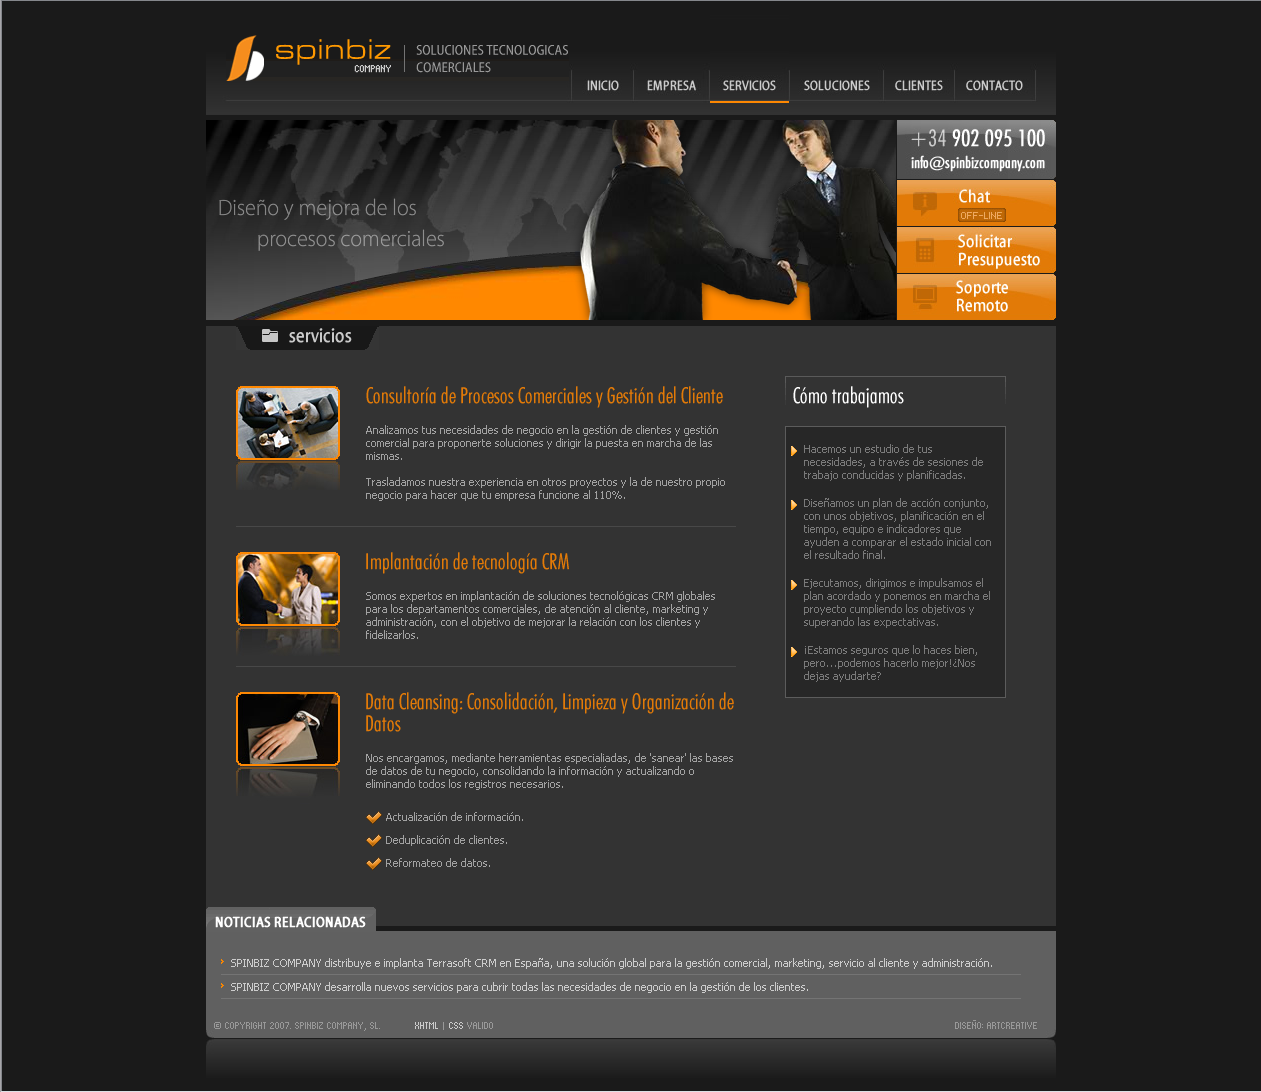 spinbiz
COMPANY
SOLUCIONES TECNOLOGICAS
COMERCIALES
INICIO
EMPRESA
SERVICIOS
SOLUCIONES
CLIENTES
CONTACTO
Diseño y mejora de los
procesos comerciales
+34 902 095 100
info@spinbizcompany.com
Chat
OFF-LINE
Solicitar
Presupuesto
Soporte
Remoto
servicios
Consultoría de Procesos Comerciales y Gestión del Cliente
Analizamos tus necesidades de negocio en la gestión de clientes y gestión
comercial para proponerte soluciones y dirigir la puesta en marcha de las
mismas.
Trasladamos nuestra experiencia en otros proyectos y la de nuestro propio
negocio para hacer que tu empresa funcione al 110%.
Implantación de tecnología CRM
Somos expertos en implantación de soluciones tecnológicas CRM globales
para los departamentos comerciales, de atención al cliente, marketing y
administración, con el objetivo de mejorar la relación con los clientes y
fidelizarlos.
Data Cleansing: Consolidación, Limpieza y Organización de
Datos
Nos encargamos, mediante herramientas especialiadas, de 'sanear' las bases
de datos de tu negocio, consolidando la información y actualizando o
eliminando todos los registros necesarios.
Actualización de información.
Deduplicación de clientes.
Reformateo de datos.
Cómo trabajamos
Hacemos un estudio de tus
necesidades, a través de sesiones de
trabajo conducidas y planificadas.
Diseñamos un plan de acción conjunto,
con unos objetivos, planificación en el
tiempo, equipo e indicadores que
ayuden a comparar el estado inicial con
el resultado final.
Ejecutamos, dirigimos e impulsamos el
plan acordado y ponemos en marcha el
proyecto cumpliendo los objetivos y
superando las expectativas.
¡Estamos seguros que lo haces bien,
pero...podemos hacerlo mejor!¿Nos
dejas ayudarte?
NOTICIAS RELACIONADAS
SPINBIZ COMPANY distribuye e implanta Terrasoft CRM en España, una solución global para la gestión comercial, marketing, servicio al cliente y administración.
SPINBIZ COMPANY desarrolla nuevos servicios para cubrir todas las necesidades de negocio en la gestión de los clientes.
© COPYRIGHT 2007. SPINBIZ COMPANY, SL.
XHTML | CSS VALIDO
DISEÑO: ARTCREATIVE